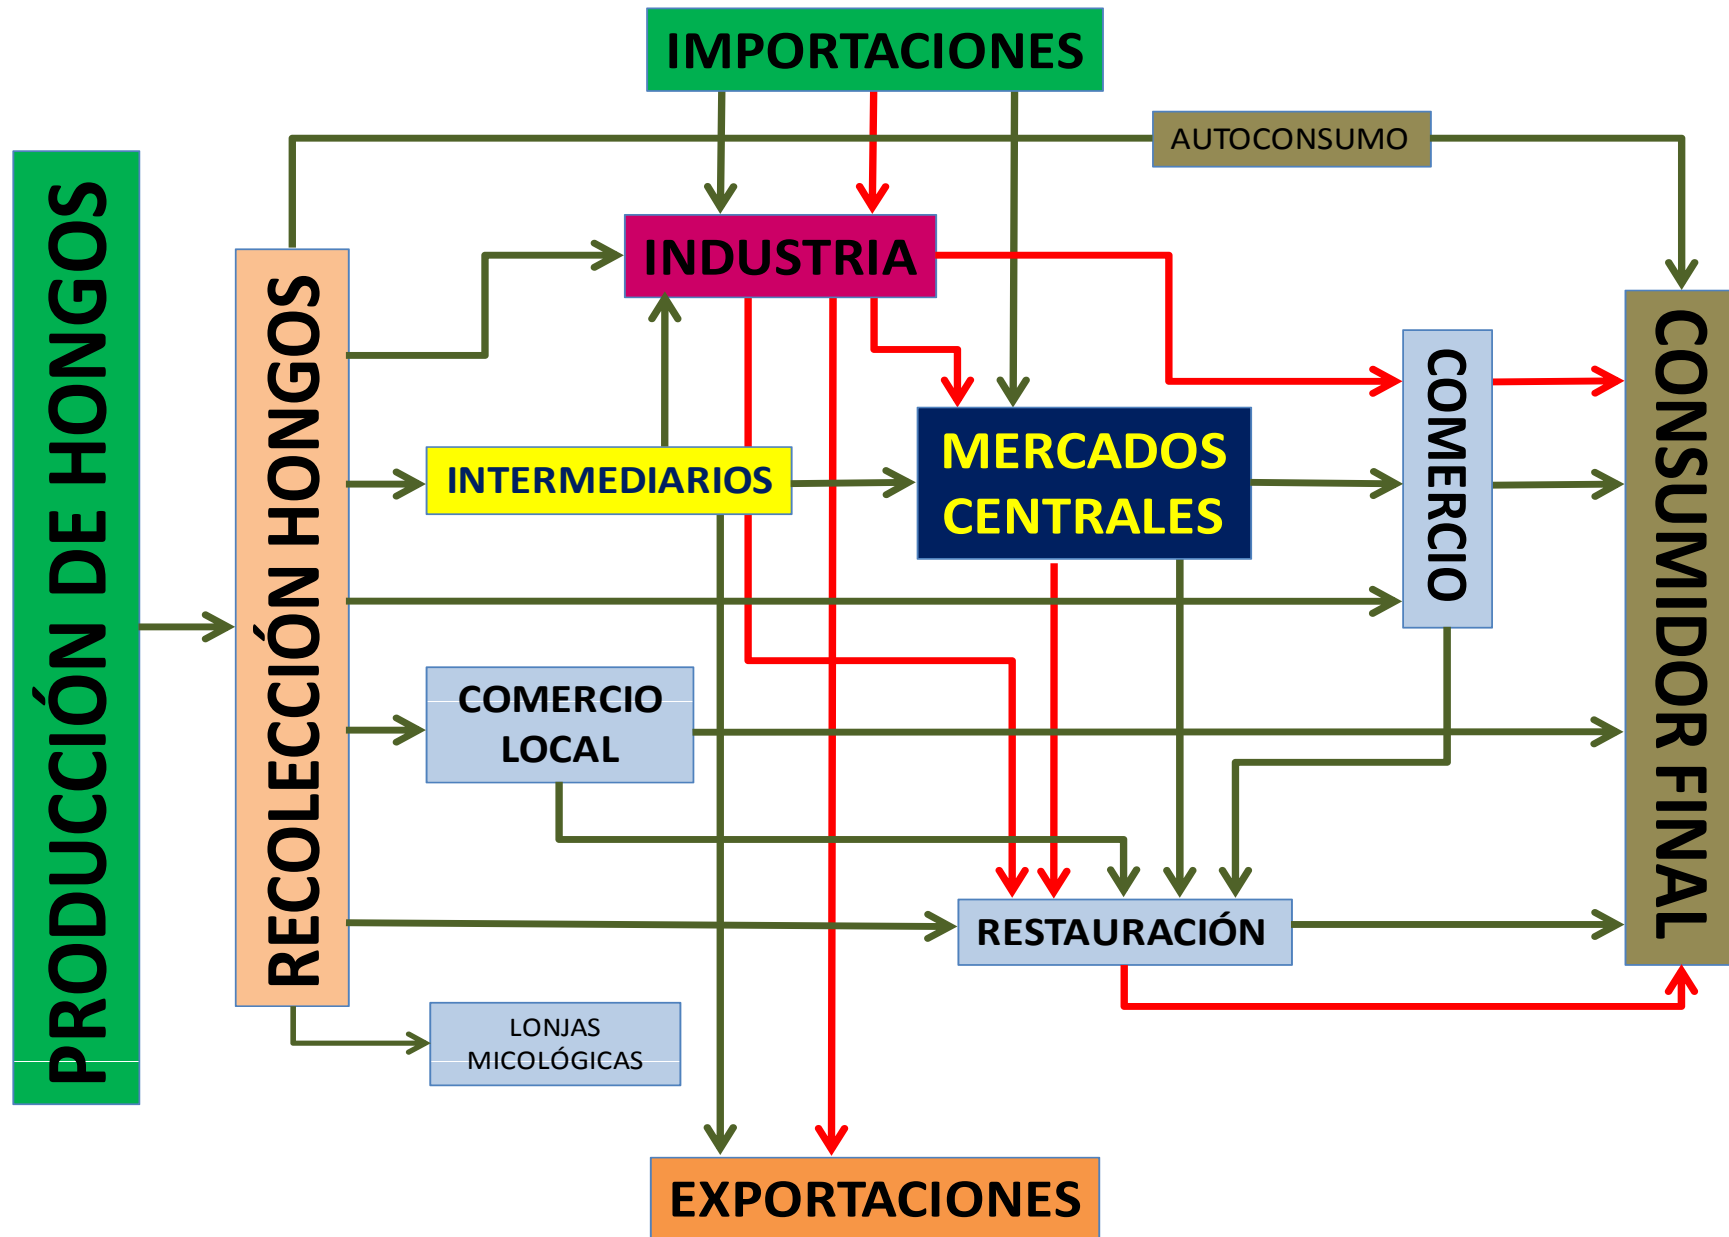 IMPORTACIONES
AUTOCONSUMO
PRODUCCIÓN DE HONGOS
RECOLECCIÓN HONGOS
INDUSTRIA
CONSUMIDOR FINAL
COMERCIO
MERCADOS
CENTRALES
INTERMEDIARIOS
COMERCIO
LOCAL
RESTAURACIÓN
LONJAS
MICOLÓGICAS
EXPORTACIONES